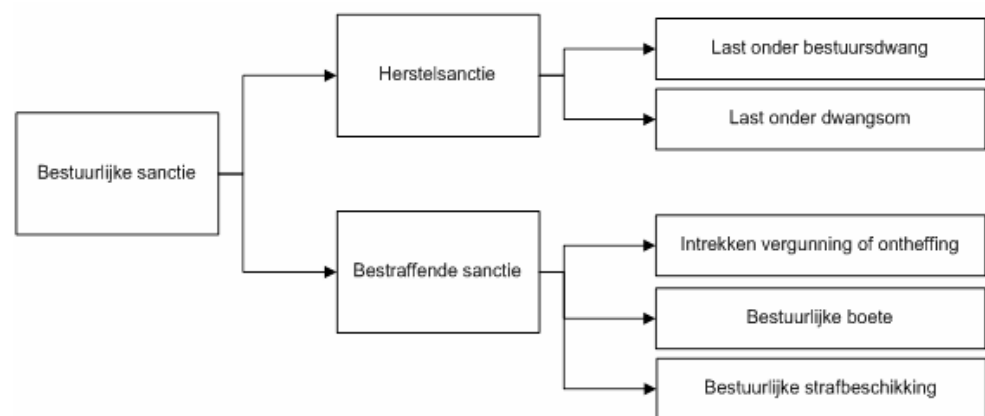 Bestuurlijke sanctie
Herstelsanctie
Last onder bestuursdwang
Last onder dwangsom
Bestraffende sanctie
Intrekken vergunning of ontheffing
Bestuurlijke boete
Bestuurlijke strafbeschikking